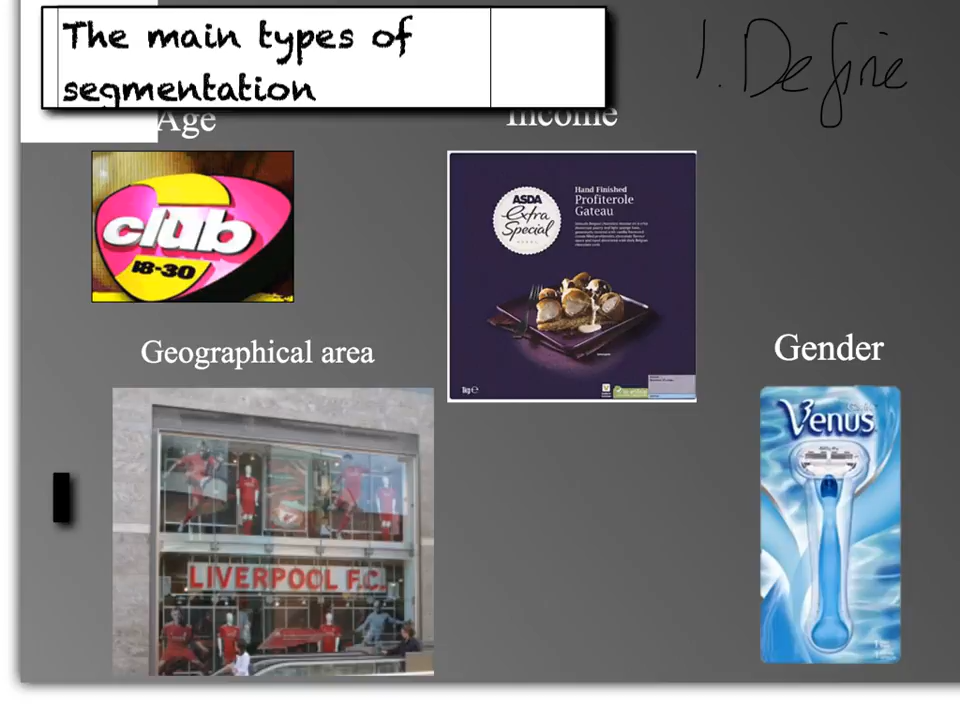 The main types of
segmentation
1. Define
Age
Income
club
18-30
ASDA
Extra
Special
Hand Finished
Profiterole
Gateau
1kg e
Geographical area
Gender
LIVERPOOL F.C.
Venus